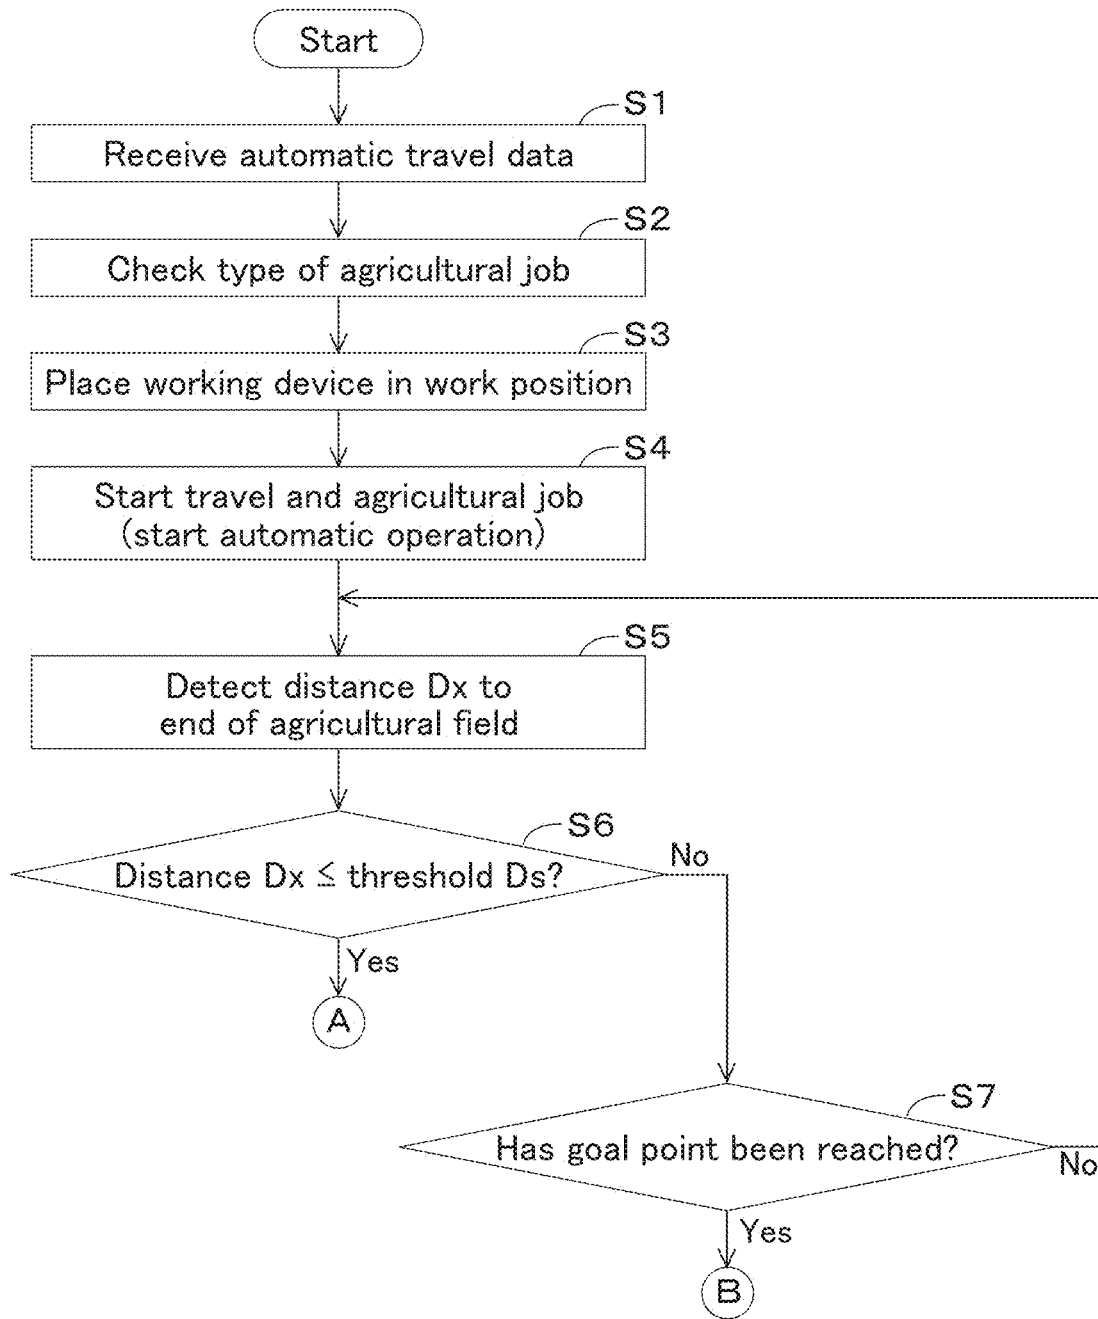 Start
S1
Receive automatic travel data
S2
Check type of agricultural job
S3
Place working device in work position
S4
Start travel and agricultural job
(start automatic operation)
S5
Detect distance Dx to
end of agricultural field
S6
Distance Dx ≦ threshold Ds?
No
Yes
A
S7
Has goal point been reached?
No
Yes
B